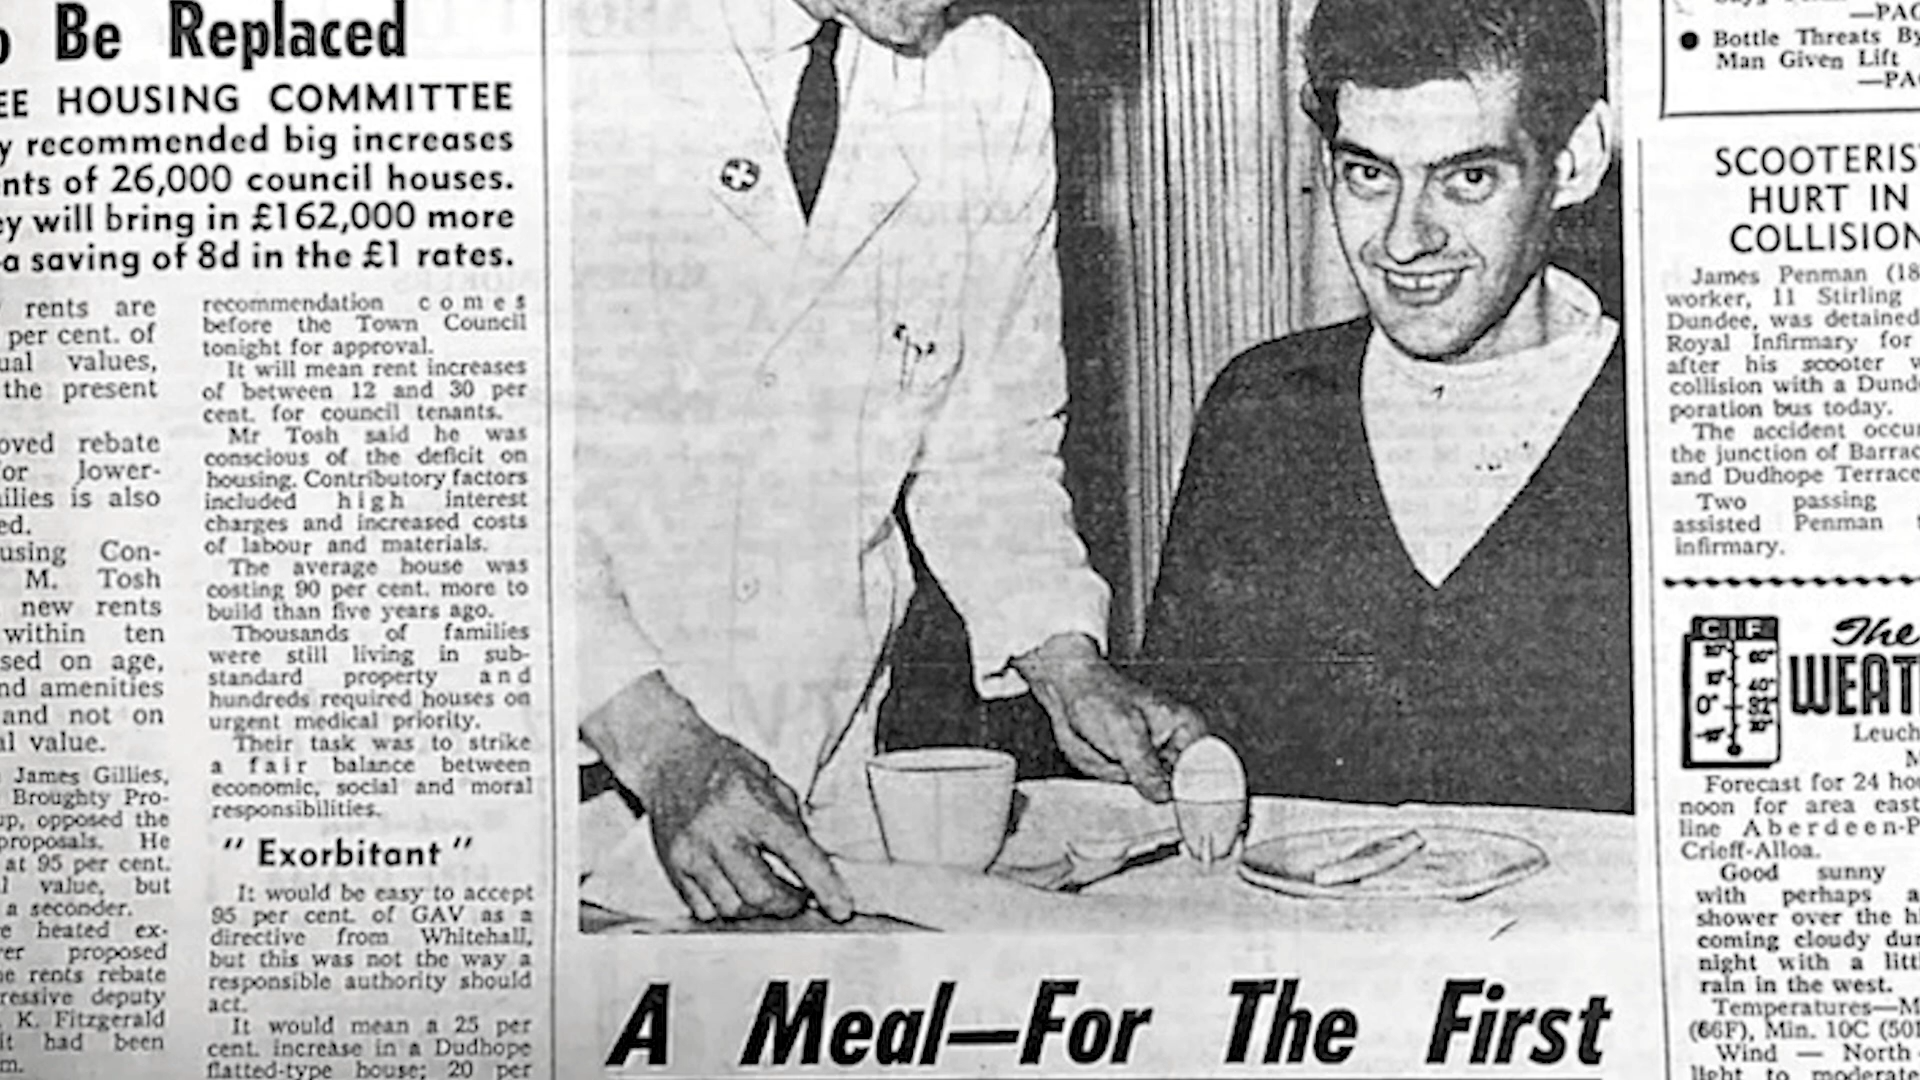 Be Replaced
EE HOUSING COMMITTEE
y recommended big increases
nts of 26,000 council houses.
ey will bring in £162,000 more
a saving of 8d in the £1 rates.
rents are
per cent. of
ual values,
the present
oved rebate
or lower-
ilies is also
ed.
using Con-
M. Tosh
new rents
within ten
sed on age,
nd amenities
and not on
al value.
James Gillies,
Broughty Pro-
up, opposed the
proposals. He
at 95 per cent.
l value, but
a seconder.
e heated ex-
er proposed
e rents rebate
ressive deputy
K. Fitzgerald
it had been
m.
recommendation comes
before the Town Council
tonight for approval.
It will mean rent increases
of between 12 and 30 per
cent. for council tenants.
Mr Tosh said he was
conscious of the deficit on
housing. Contributory factors
included high interest
charges and increased costs
of labour and materials.
The average house was
costing 90 per cent. more to
build than five years ago.
Thousands of families
were still living in sub-
standard property and
hundreds required houses on
urgent medical priority.
Their task was to strike
a fair balance between
economic, social and moral
responsibilities.
" Exorbitant "
It would be easy to accept
95 per cent. of GAV as a
directive from Whitehall,
but this was not the way a
responsible authority should
act.
It would mean a 25 per
cent. increase in a Dudhope
flatted-type house; 20 per
A Meal—For The First
—PAG
● Bottle Threats By
Man Given Lift
—PAG
SCOOTERIST
HURT IN
COLLISION
James Penman (18
worker, 11 Stirling
Dundee, was detained
Royal Infirmary for
after his scooter w
collision with a Dunde
poration bus today.
The accident occur
the junction of Barrac
and Dudhope Terrace
Two passing
assisted Penman t
infirmary.
C F
The
WEAT
Leuch
M
Forecast for 24 hou
noon for area east
line Aberdeen-P
Crieff-Alloa.
Good sunny
with perhaps a
shower over the h
coming cloudy dur
night with a littl
rain in the west.
Temperatures—M
(66F), Min. 10C (50F
Wind — North
light to moderate